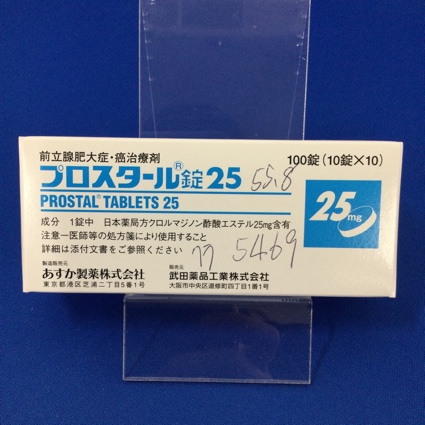 前立腺肥大症・癌治療剤
100錠(10錠×10)
プロスタール®錠25
55.8
PROSTAL® TABLETS 25
25mg
成分 1錠中 日本薬局方クロルマジノン酢酸エステル25mg含有
注意-医師等の処方箋により使用すること
詳細は添付文書をご参照ください
77 5469
製造販売元
あすか製薬株式会社
東京都港区芝浦二丁目5番1号
販売元
武田薬品工業株式会社
大阪市中央区道修町四丁目1番1号